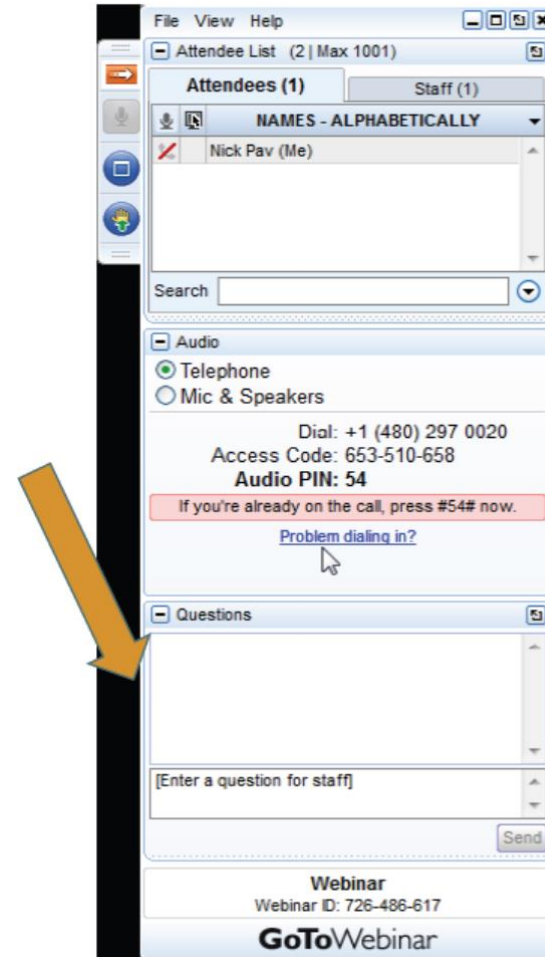 File View Help
Attendee List (2 | Max 1001)
Attendees (1) Staff (1)
NAMES - ALPHABETICALLY
Nick Pav (Me)
Search
Audio
Telephone
Mic & Speakers
Dial: +1 (480) 297 0020
Access Code: 653-510-658
Audio PIN: 54
If you're already on the call, press #54# now.
Problem dialing in?
Questions
[Enter a question for staff]
Send
Webinar
Webinar ID: 726-486-617
GoToWebinar